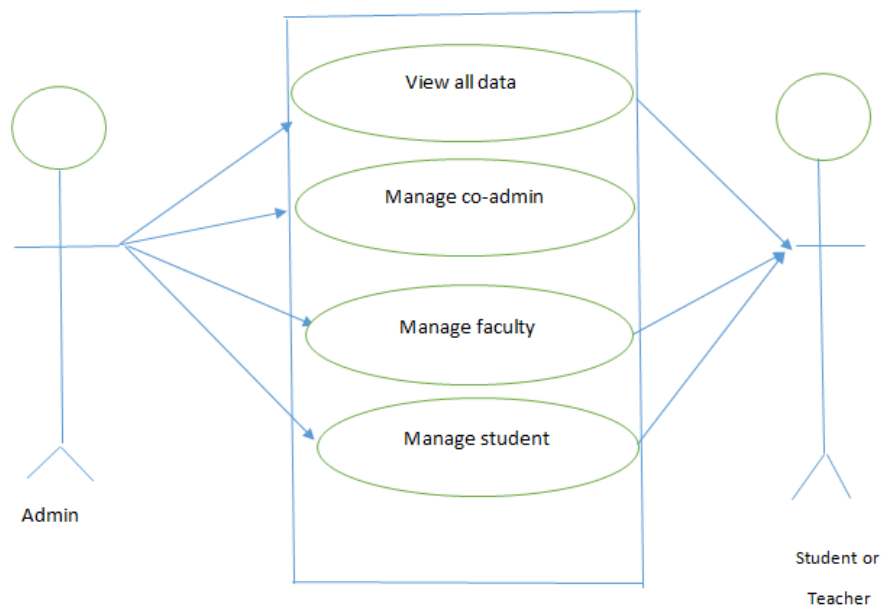 View all data
Manage co-admin
Manage faculty
Manage student
Admin
Student or
Teacher